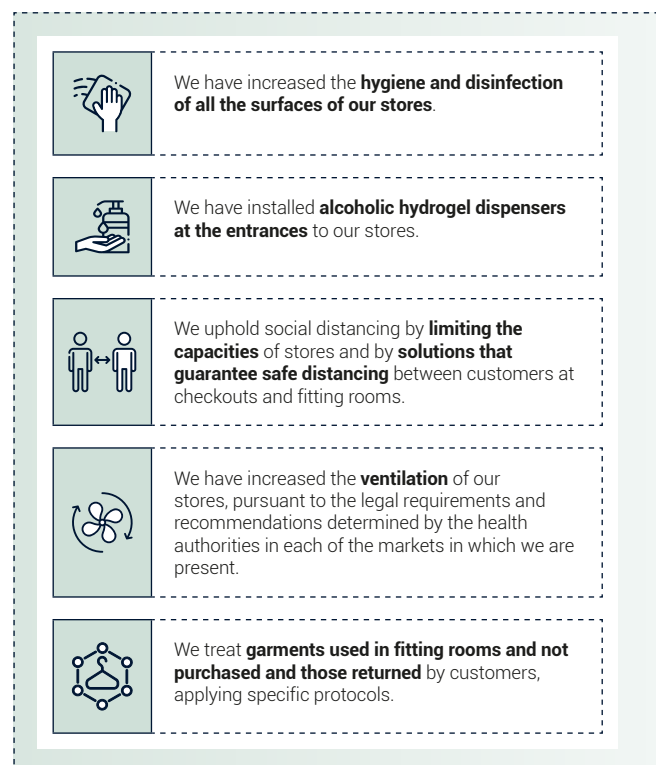 We have increased the hygiene and disinfection
of all the surfaces of our stores.
We have installed alcoholic hydrogel dispensers
at the entrances to our stores.
We uphold social distancing by limiting the
capacities of stores and by solutions that
guarantee safe distancing between customers at
checkouts and fitting rooms.
We have increased the ventilation of our
stores, pursuant to the legal requirements and
recommendations determined by the health
authorities in each of the markets in which we are
present.
We treat garments used in fitting rooms and not
purchased and those returned by customers,
applying specific protocols.